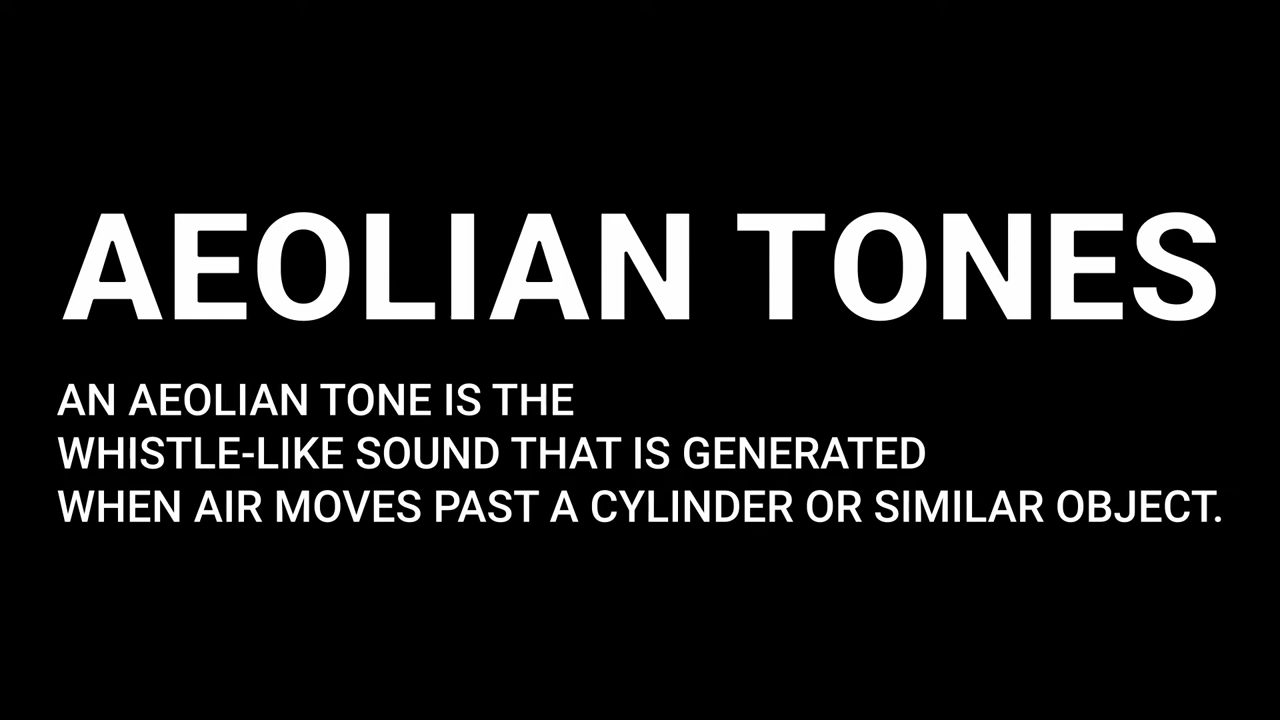 AEOLIAN TONES
AN AEOLIAN TONE IS THE
WHISTLE-LIKE SOUND THAT IS GENERATED
WHEN AIR MOVES PAST A CYLINDER OR SIMILAR OBJECT.